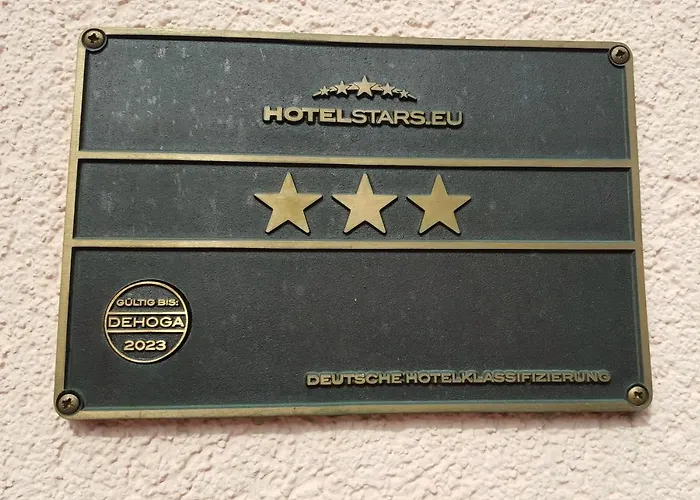 HOTELSTARS.EU
GÜLTIG BIS:
DEHOGA
2023
DEUTSCHE HOTELKLASSIFIZIERUNG